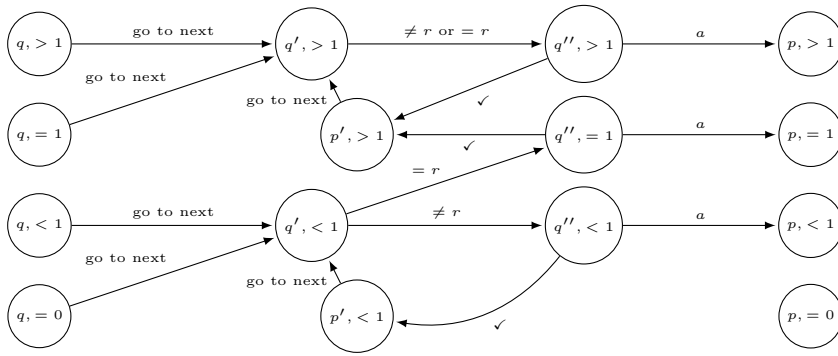 q, > 1
go to next
q′, > 1
≠ r or = r
q′′, > 1
a
p, > 1
go to next
go to next
✓
q, = 1
p′, > 1
✓
q′′, = 1
a
p, = 1
= r
q, < 1
go to next
q′, < 1
≠ r
q′′, < 1
a
p, < 1
go to next
go to next
q, = 0
p′, < 1
✓
p, = 0